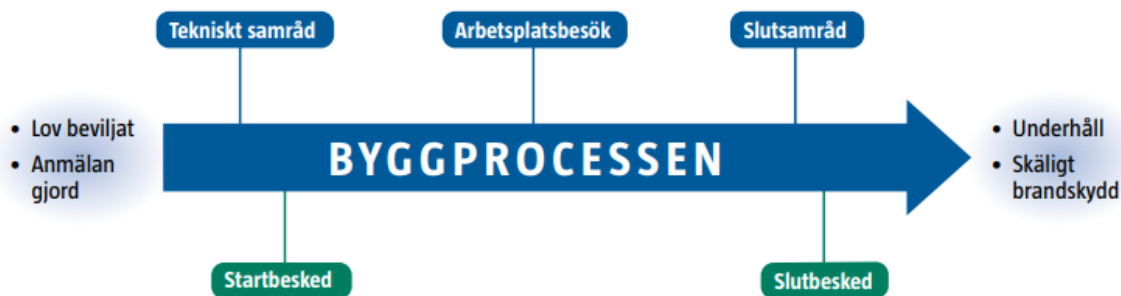 Tekniskt samråd
Arbetsplatsbesök
Slutsamråd
• Lov beviljat
• Anmälan
gjord
BYGGPROCESSEN
• Underhåll
• Skäligt
brandskydd
Startbesked
Slutbesked